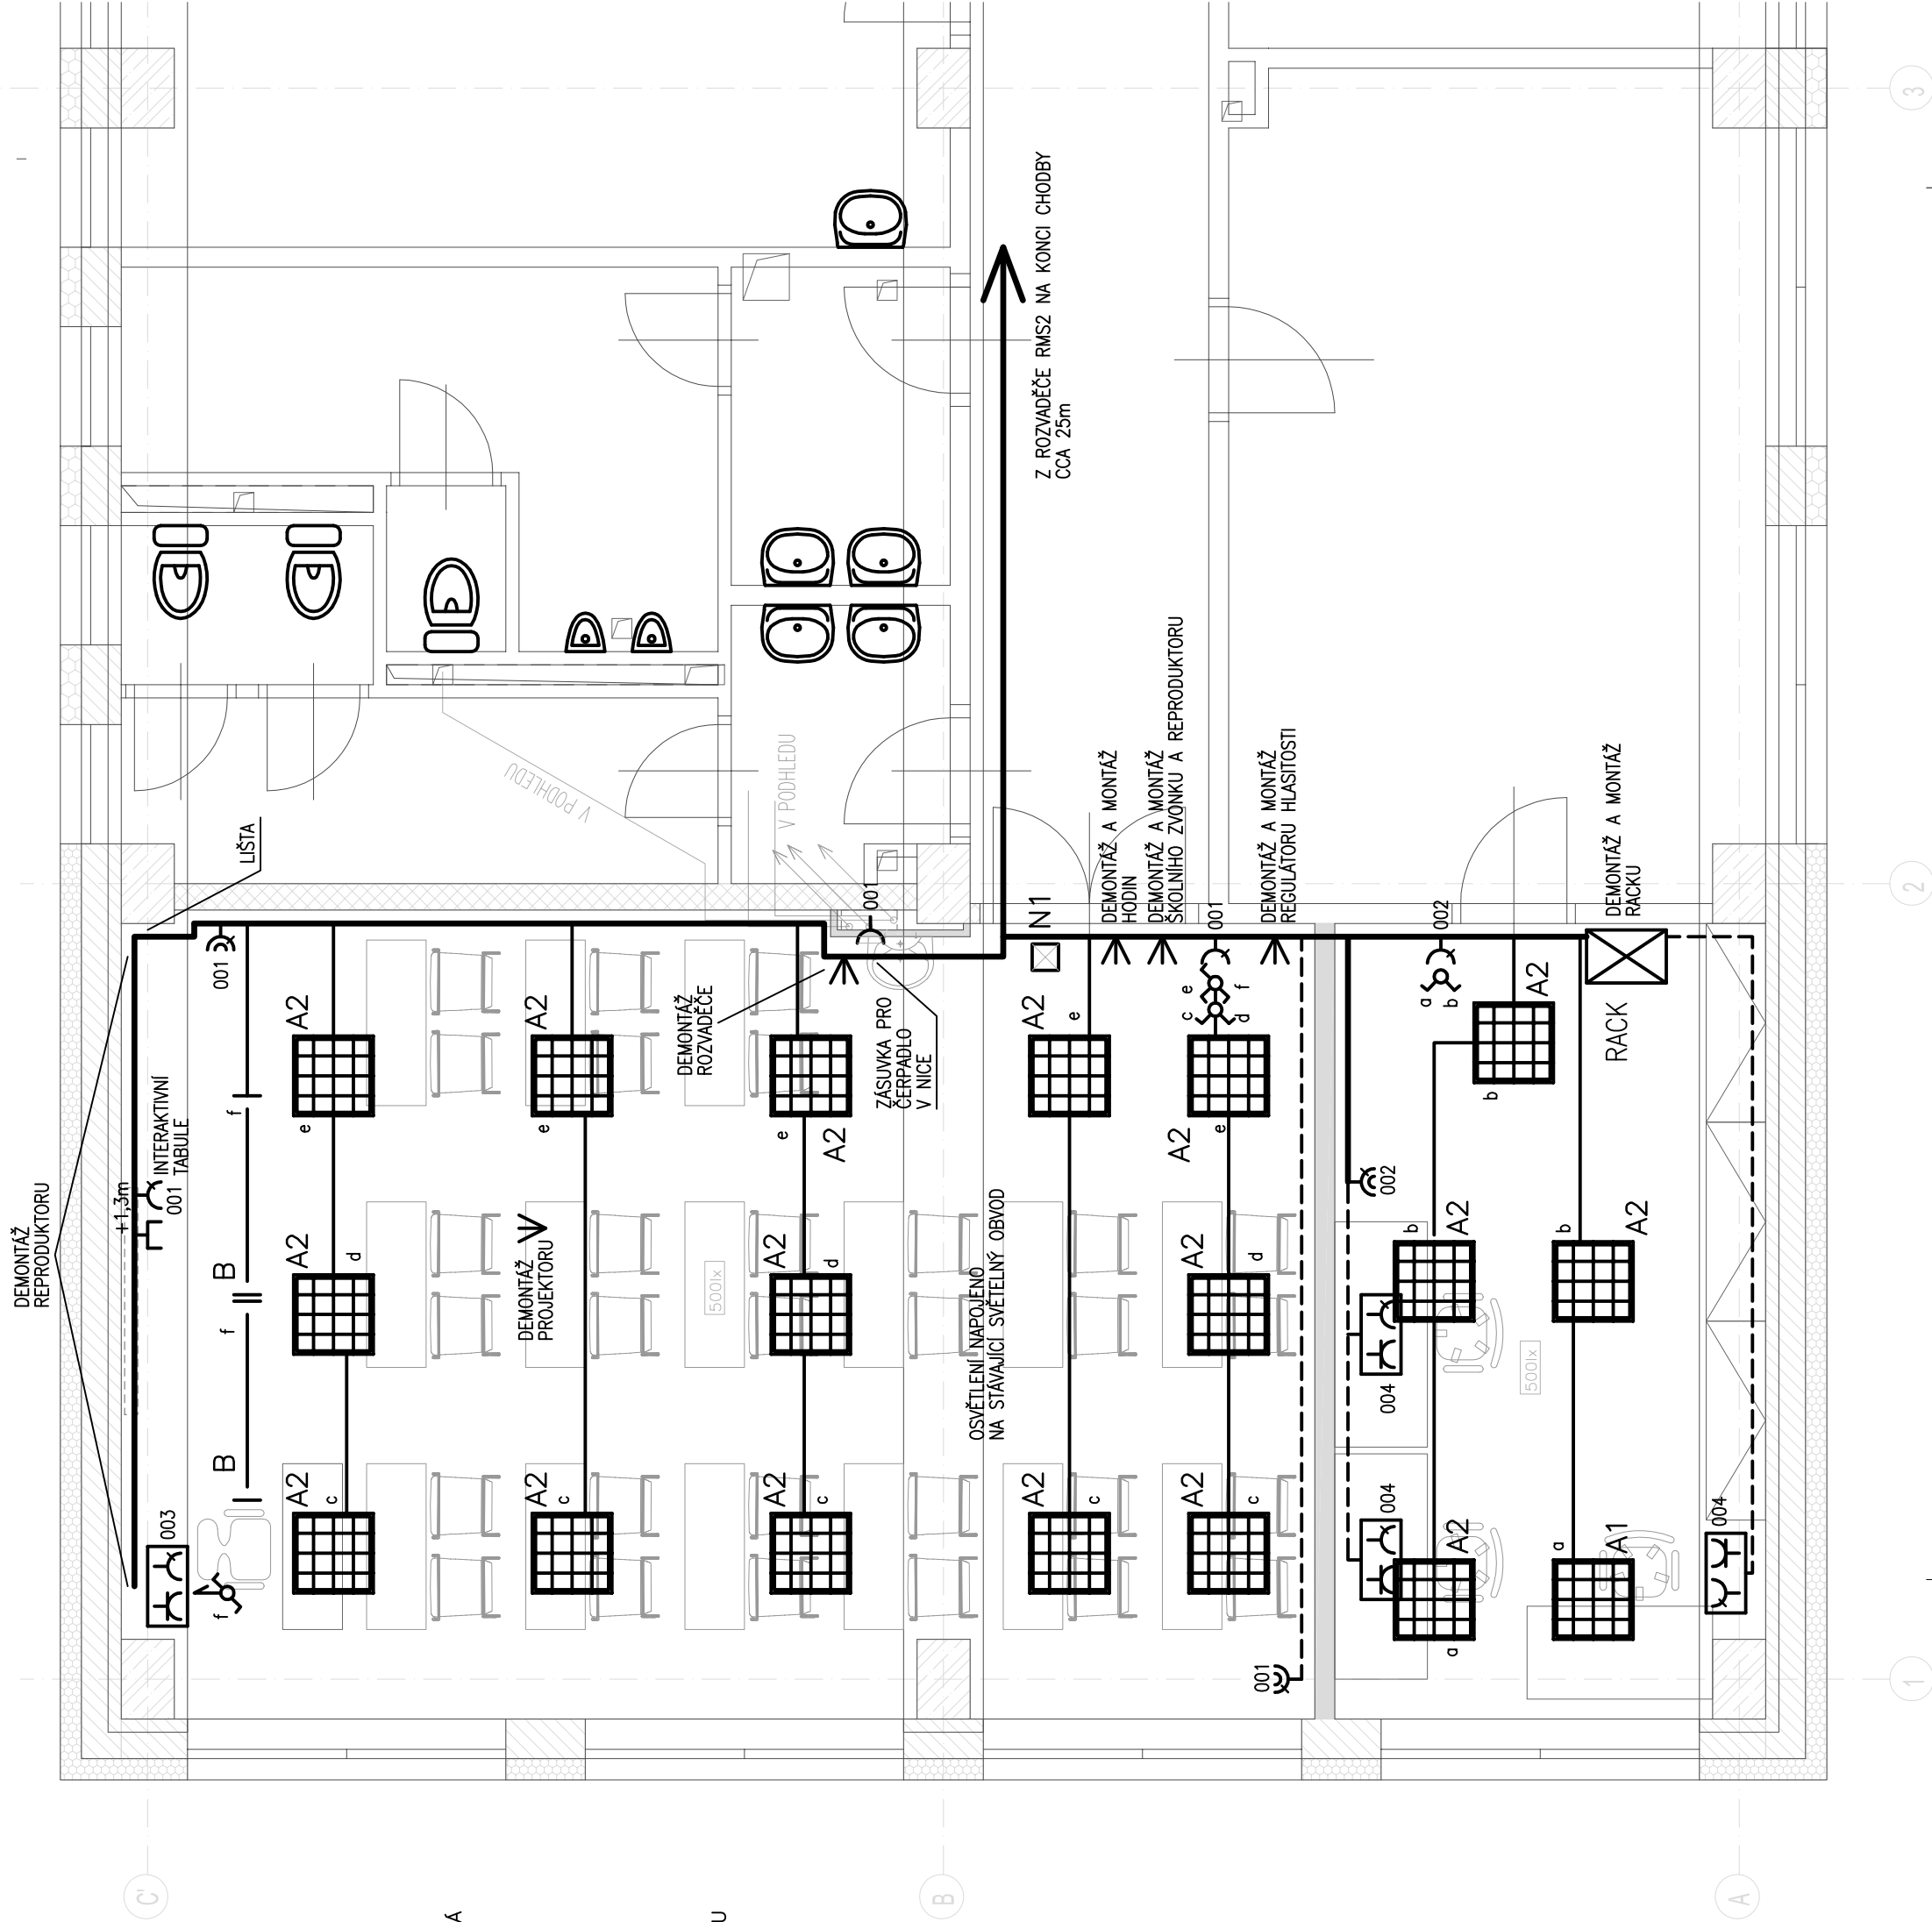 DEMONTÁŽ
REPRODUKTORU
+1,3m
INTERAKTIVNÍ
TABULE
001
001
LIŠTA
V PODHLEDU
V PODHLEDU
B
f
B
f
003
f
A2
e
A2
d
A2
c
A2
e
DEMONTÁŽ
PROJEKTORU
A2
c
DEMONTÁŽ
ROZVADĚČE
e
A2
A2
d
A2
c
500lx
ZÁSUVKA PRO
ČERPADLO
V NICE
001
OSVĚTLENÍ NAPOJENO
NA STÁVAJÍCÍ SVĚTELNÝ OBVOD
Z ROZVADĚČE RMS2 NA KONCI CHODBY
CCA 25m
N1
DEMONTÁŽ A MONTÁŽ
HODIN
DEMONTÁŽ A MONTÁŽ
ŠKOLNÍHO ZVONKU A REPRODUKTORU
001
DEMONTÁŽ A MONTÁŽ
REGULÁTORU HLASITOSTI
A2
e
A2
c
c
e
d
f
A2
e
A2
d
A2
c
001
002
002
a
b
A2
b
DEMONTÁŽ A MONTÁŽ
RACKU
RACK
004
004
004
A2
b
A2
b
500lx
A2
a
A1
a
C'
B
A
1
2
3
Á
U